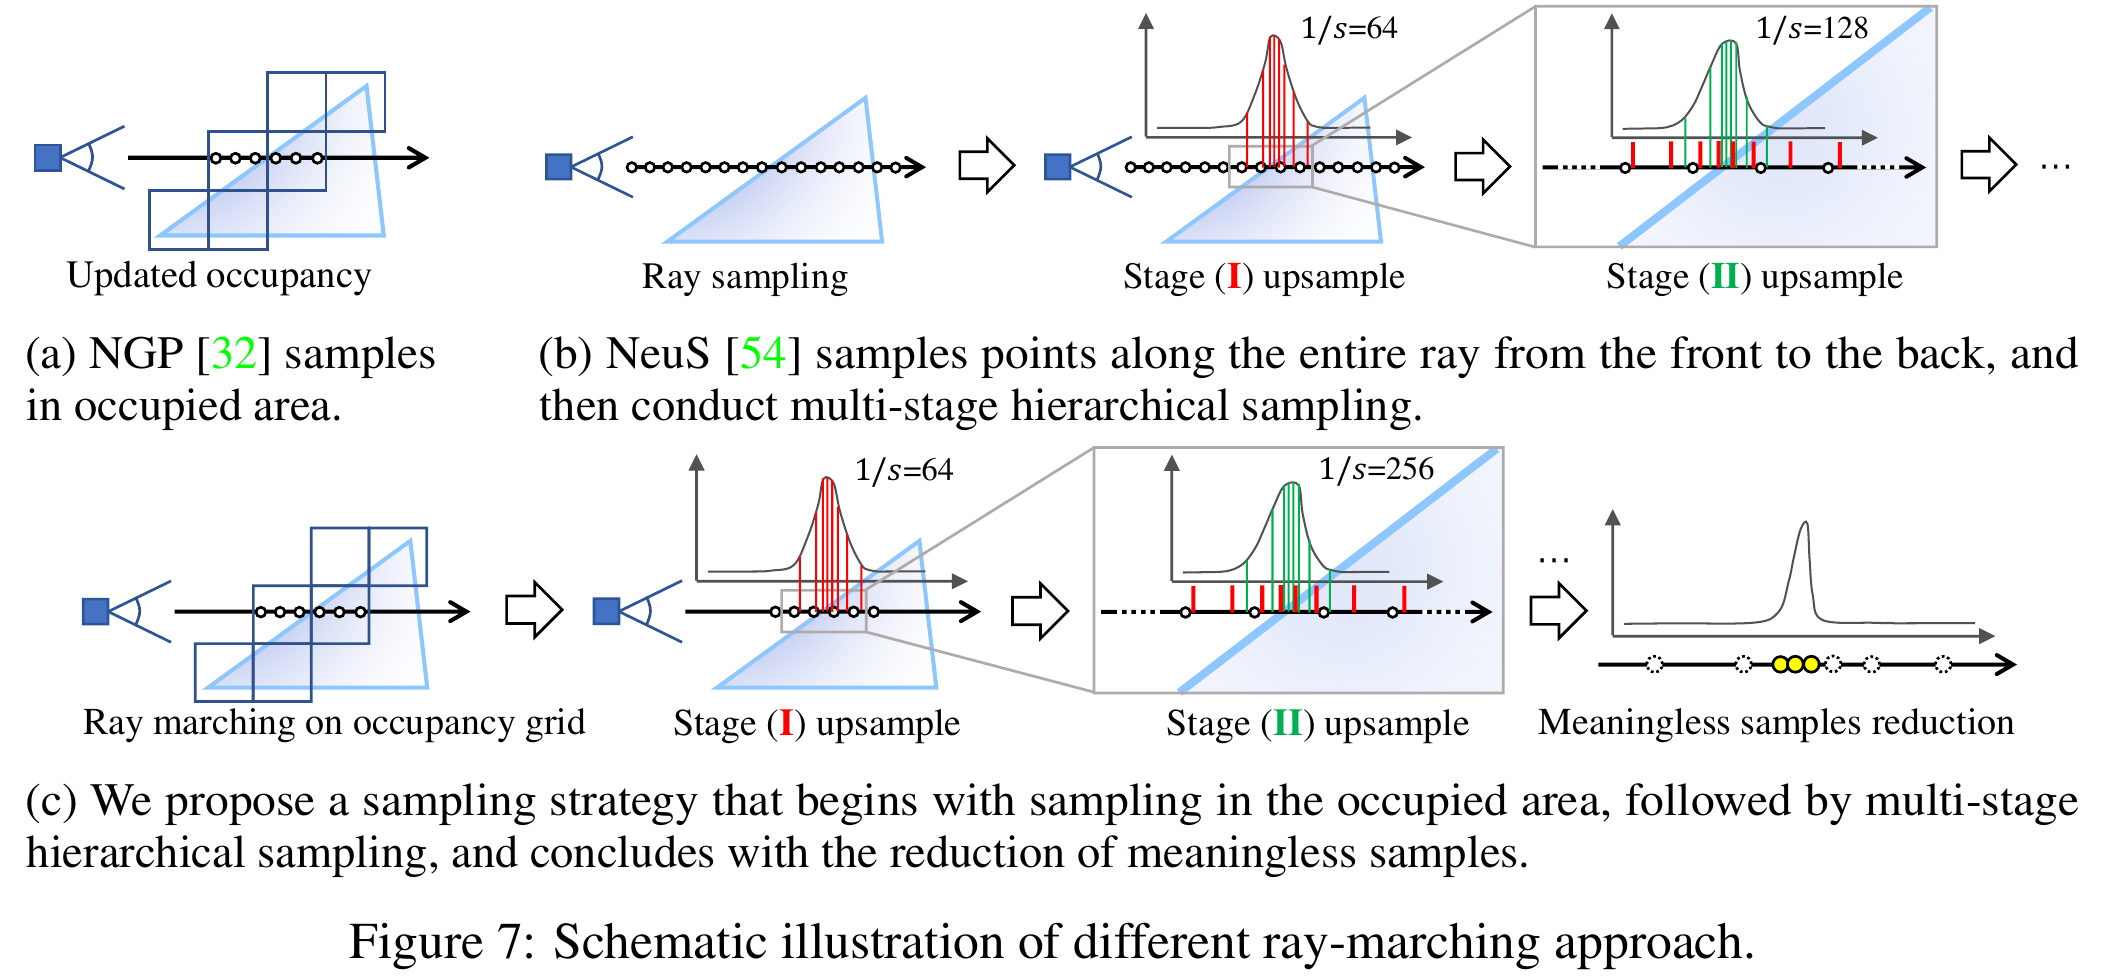 1/s=64
1/s=128
...
Updated occupancy
Ray sampling
Stage (I) upsample
Stage (II) upsample
(a) NGP [32] samples
in occupied area.
(b) NeuS [54] samples points along the entire ray from the front to the back, and
then conduct multi-stage hierarchical sampling.
1/s=64
1/s=256
...
Ray marching on occupancy grid
Stage (I) upsample
Stage (II) upsample
Meaningless samples reduction
(c) We propose a sampling strategy that begins with sampling in the occupied area, followed by multi-stage
hierarchical sampling, and concludes with the reduction of meaningless samples.
Figure 7: Schematic illustration of different ray-marching approach.